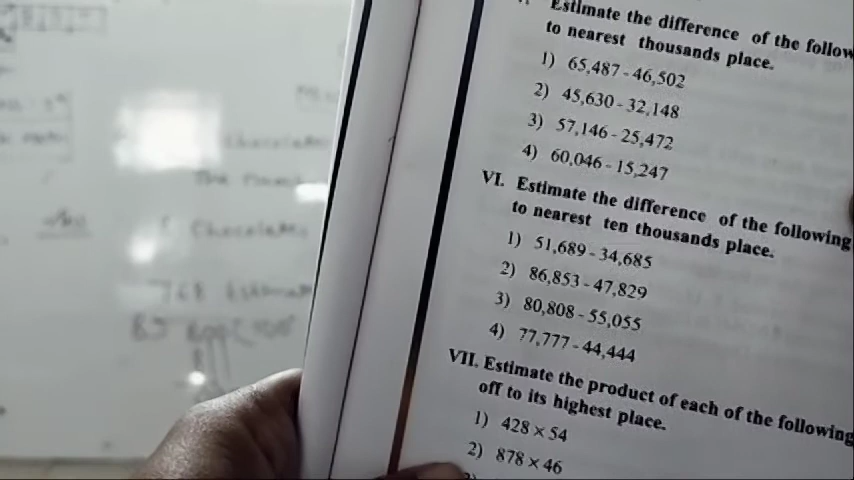 Estimate the difference of the follow
to nearest thousands place.
1) 65,487 - 46,502
2) 45,630 - 32,148
3) 57,146 - 25,472
4) 60,046 - 15,247
VI. Estimate the difference of the following
to nearest ten thousands place.
1) 51,689 - 34,685
2) 86,853 - 47,829
3) 80,808 - 55,055
4) 77,777 - 44,444
VII. Estimate the product of each of the following
off to its highest place.
1) 428 × 54
2) 878 × 46
Chocolates
768